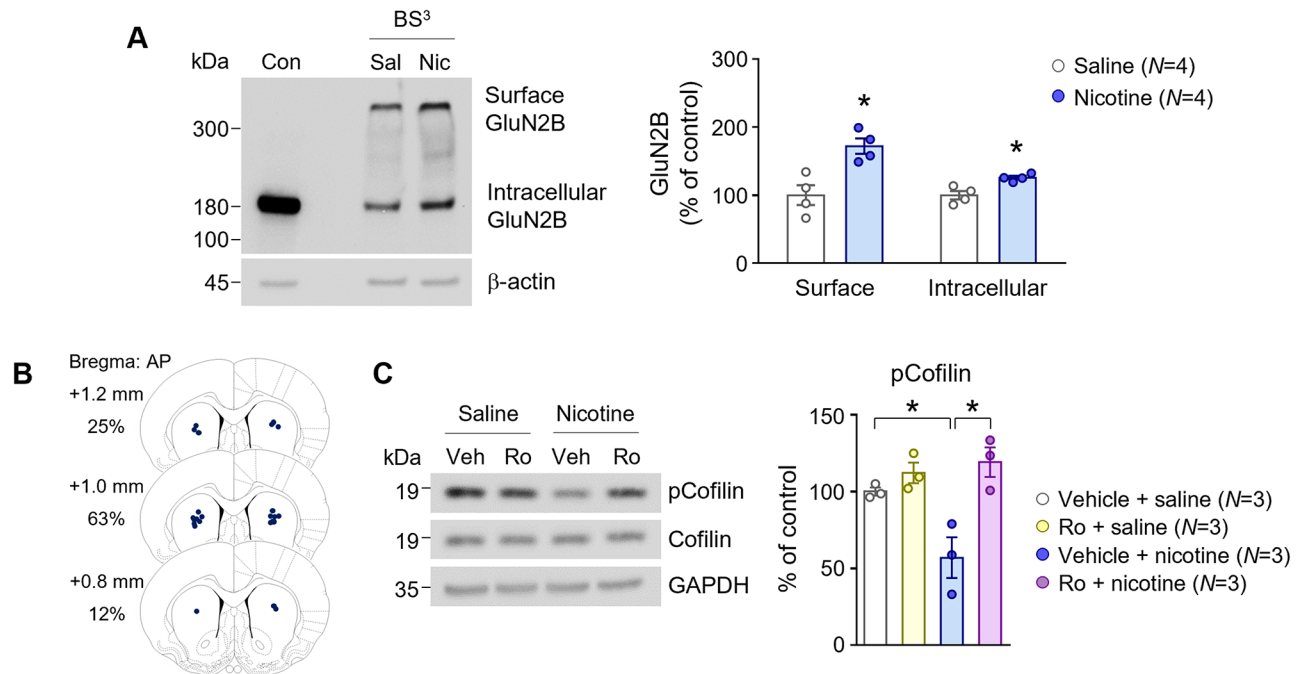 A
BS³
kDa
Con
Sal
Nic
Surface
GluN2B
300
Intracellular
GluN2B
180
100
45
β-actin
GluN2B
(% of control)
300
200
100
0
*
*
Surface
Intracellular
Saline (N=4)
Nicotine (N=4)
B
Bregma: AP
+1.2 mm
25%
+1.0 mm
63%
+0.8 mm
12%
C
Saline
Nicotine
kDa
Veh
Ro
Veh
Ro
19
pCofilin
19
Cofilin
35
GAPDH
pCofilin
% of control
150
100
50
0
*
*
Vehicle + saline (N=3)
Ro + saline (N=3)
Vehicle + nicotine (N=3)
Ro + nicotine (N=3)